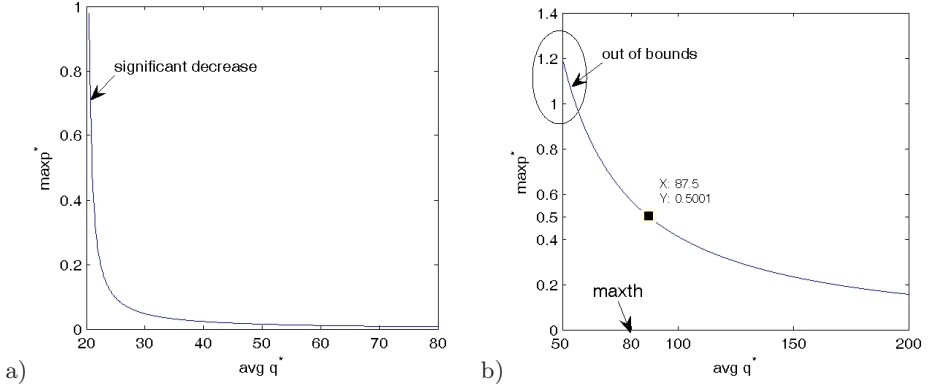 1
0.8
0.6
0.4
0.2
0
20 30 40 50 60 70 80
maxp*
avg q*
significant decrease
a)
1.4
1.2
1
0.8
0.6
0.5
0.4
0.2
0
50 80 100 150 200
maxp*
avg q*
out of bounds
X: 87.5
Y: 0.5001
maxth
b)